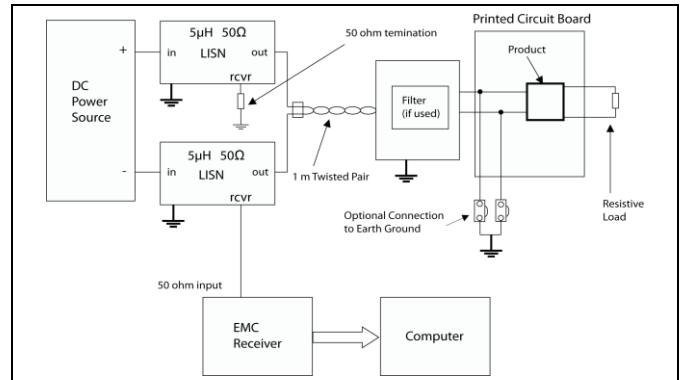 Printed Circuit Board
5µH 50Ω
LISN
+
in
out
rcvr
50 ohm temination
Product
DC
Power
Source
Filter
(if used)
5µH 50Ω
LISN
-
in
out
rcvr
1 m Twisted Pair
Optional Connection
to Earth Ground
Resistive
Load
50 ohm input
EMC
Receiver
Computer